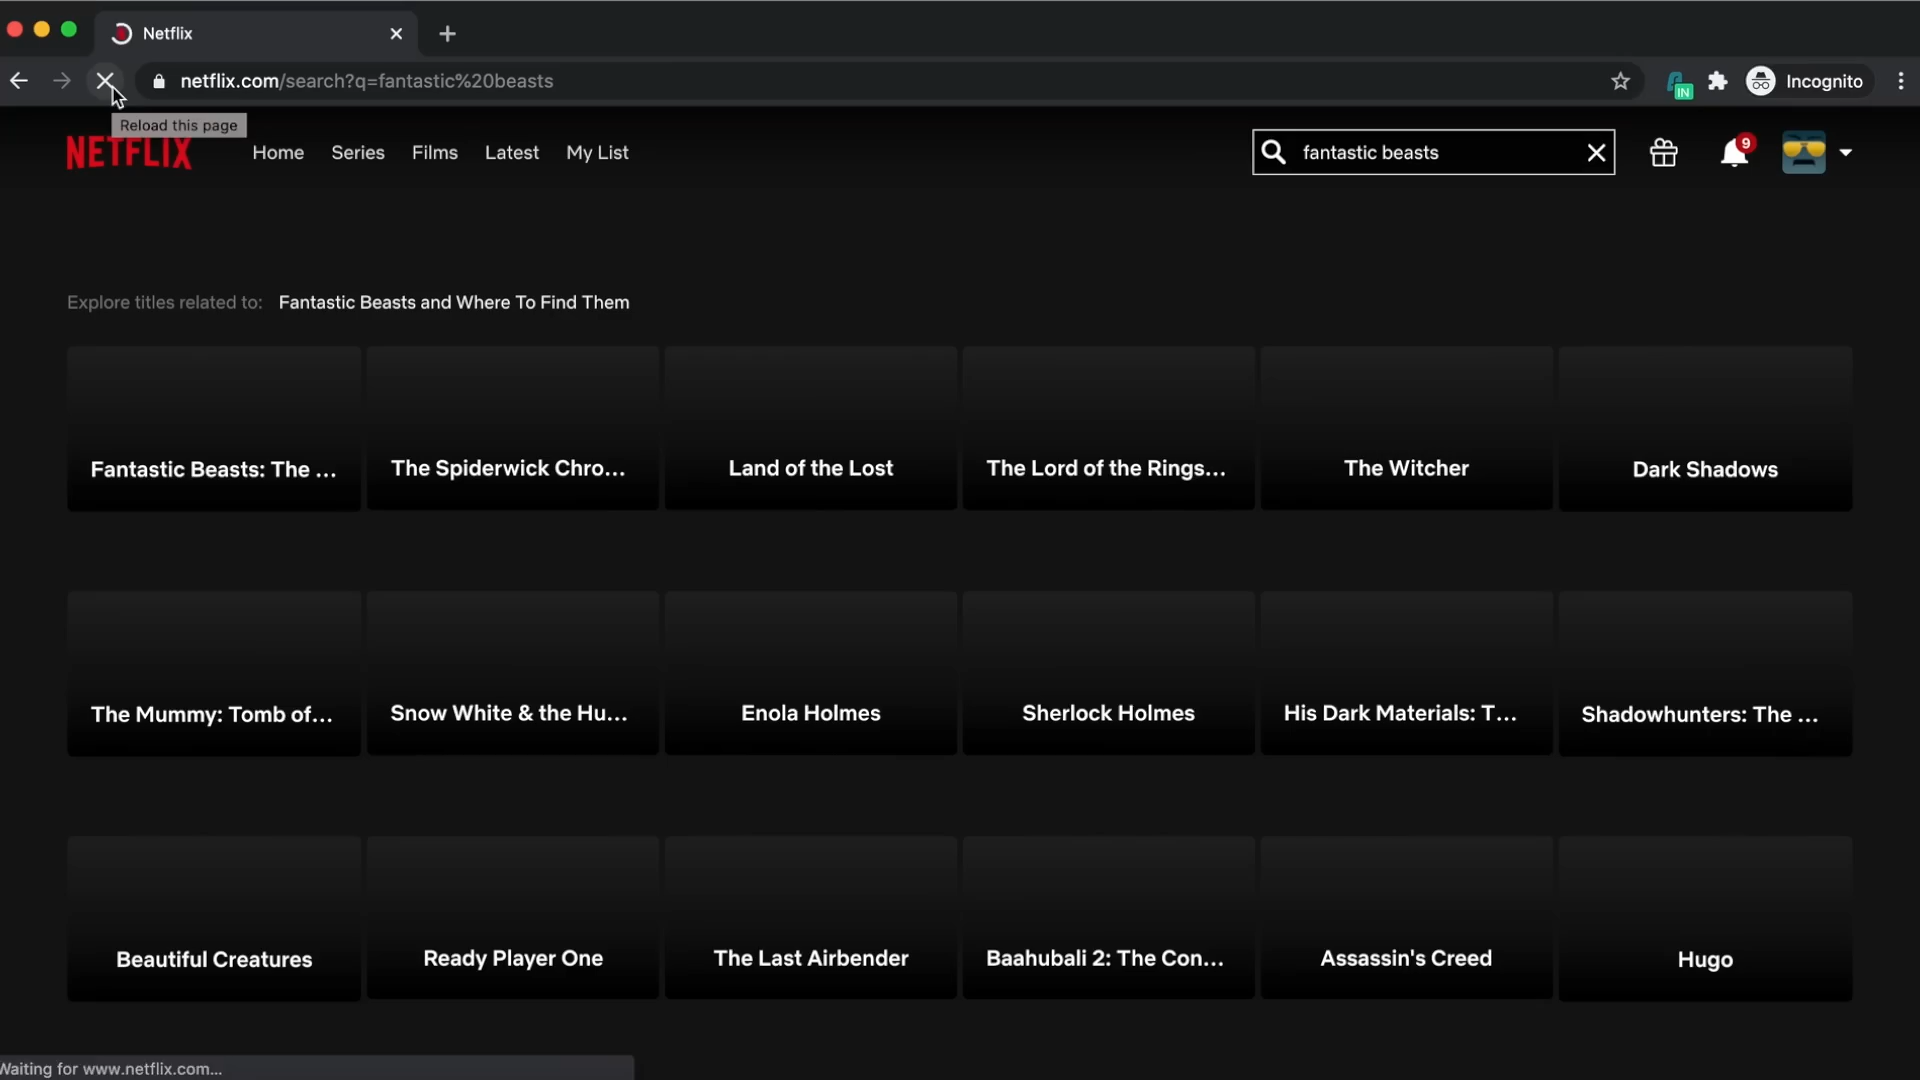 Netflix
netflix.com/search?q=fantastic%20beasts
IN
Incognito
Reload this page
NETFLIX
Home
Series
Films
Latest
My List
fantastic beasts
9
Explore titles related to: Fantastic Beasts and Where To Find Them
Fantastic Beasts: The ...
The Spiderwick Chro...
Land of the Lost
The Lord of the Rings...
The Witcher
Dark Shadows
The Mummy: Tomb of...
Snow White & the Hu...
Enola Holmes
Sherlock Holmes
His Dark Materials: T...
Shadowhunters: The ...
Beautiful Creatures
Ready Player One
The Last Airbender
Baahubali 2: The Con...
Assassin's Creed
Hugo
Waiting for www.netflix.com...